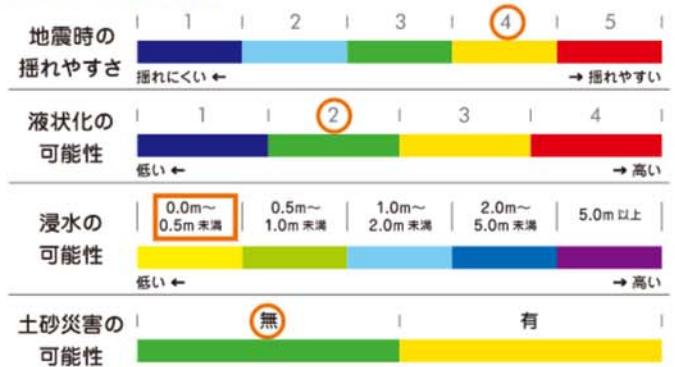 地震時の
揺れやすさ
1 2 3 4 5
揺れにくい ← → 揺れやすい
液状化の
可能性
1 2 3 4
低い ← → 高い
浸水の
可能性
0.0m～ 0.5m～ 1.0m～ 2.0m～ 5.0m 以上
0.5m 未満 1.0m 未満 2.0m 未満 5.0m 未満
低い ← → 高い
土砂災害の
可能性
無 有